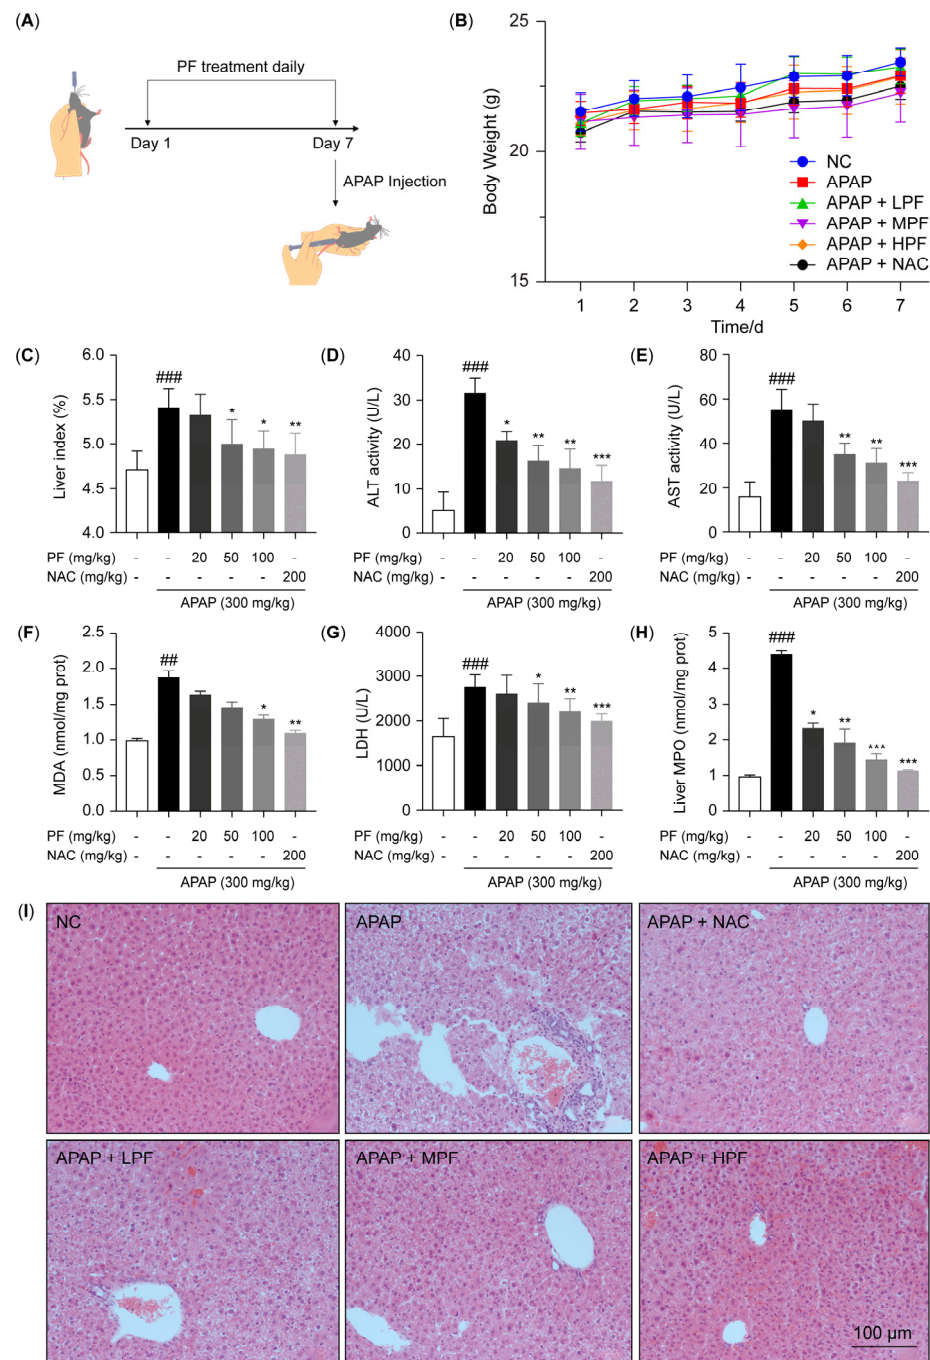 (A)
PF treatment daily
Day 1
Day 7
APAP Injection
(B)
Body Weight (g)
25
20
15
NC
APAP
APAP + LPF
APAP + MPF
APAP + HPF
APAP + NAC
1 2 3 4 5 6 7
Time/d
(C)
Liver index (%)
6.0
5.5
5.0
4.5
4.0
###
*
*
**
PF (mg/kg) - - 20 50 100 -
NAC (mg/kg) - - - - - 200
APAP (300 mg/kg)
(D)
ALT activity (U/L)
40
30
20
10
0
###
*
**
**
***
20 50 100
200
APAP (300 mg/kg)
(E)
AST activity (U/L)
80
60
40
20
0
###
**
**
***
PF (mg/kg) - - 20 50 100 -
NAC (mg/kg) - - - - - 200
APAP (300 mg/kg)
(F)
MDA (nmol/mg prot)
2.5
2.0
1.5
1.0
0.5
0.0
##
*
**
PF (mg/kg) - - 20 50 100 -
NAC (mg/kg) - - - - - 200
APAP (300 mg/kg)
(G)
LDH (U/L)
4000
3000
2000
1000
0
###
*
**
***
PF (mg/kg) - - 20 50 100 -
NAC (mg/kg) - - - - - 200
APAP (300 mg/kg)
(H)
Liver MPO (nmol/mg prot)
5
4
3
2
1
0
###
*
**
***
***
PF (mg/kg) - - 20 50 100 -
NAC (mg/kg) - - - - - 200
APAP (300 mg/kg)
(I)
NC
APAP
APAP + NAC
APAP + LPF
APAP + MPF
APAP + HPF
100 μm